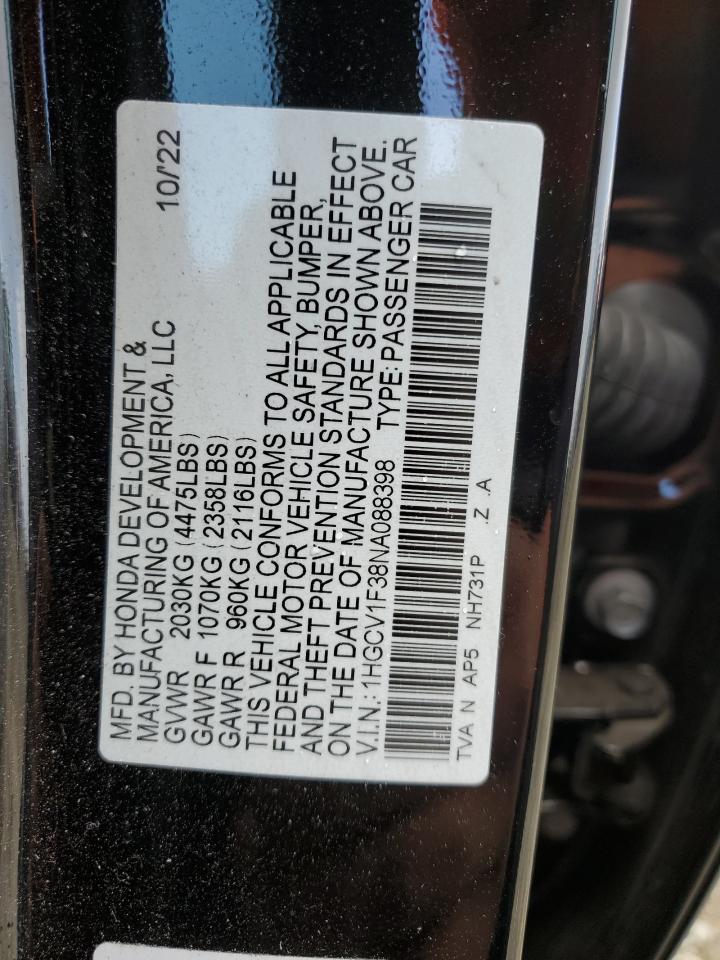 MFD. BY HONDA DEVELOPMENT &
MANUFACTURING OF AMERICA, LLC 10/'22
GVWR 2030KG (4475LBS)
GAWR F 1070KG (2358LBS)
GAWR R 960KG (2116LBS)
THIS VEHICLE CONFORMS TO ALL APPLICABLE
FEDERAL MOTOR VEHICLE SAFETY, BUMPER,
AND THEFT PREVENTION STANDARDS IN EFFECT
ON THE DATE OF MANUFACTURE SHOWN ABOVE.
V.I.N.: 1HGCV1F38NA088398 TYPE: PASSENGER CAR
TVA N AP5 NH731P .Z .A